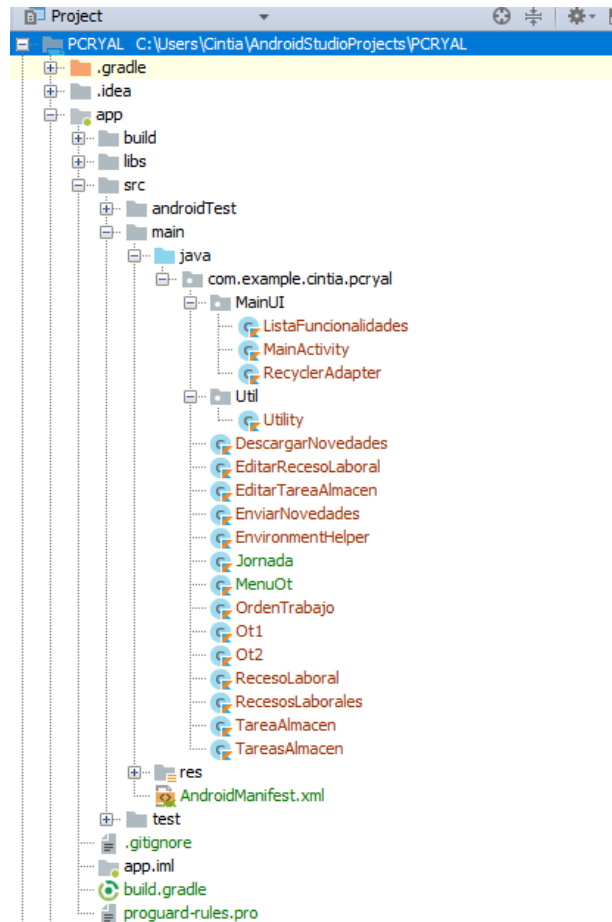 Project
PCRYAL C:\Users\Cintia\AndroidStudioProjects\PCRYAL
.gradle
.idea
app
build
libs
src
androidTest
main
java
com.example.cintia.pcryal
MainUI
ListaFuncionalidades
MainActivity
RecyclerAdapter
Util
Utility
DescargarNovedades
EditarRecesoLaboral
EditarTareaAlmacen
EnviarNovedades
EnvironmentHelper
Jornada
MenuOt
OrdenTrabajo
Ot1
Ot2
RecesoLaboral
RecesosLaborales
TareaAlmacen
TareasAlmacen
res
AndroidManifest.xml
test
.gitignore
app.iml
build.gradle
proguard-rules.pro